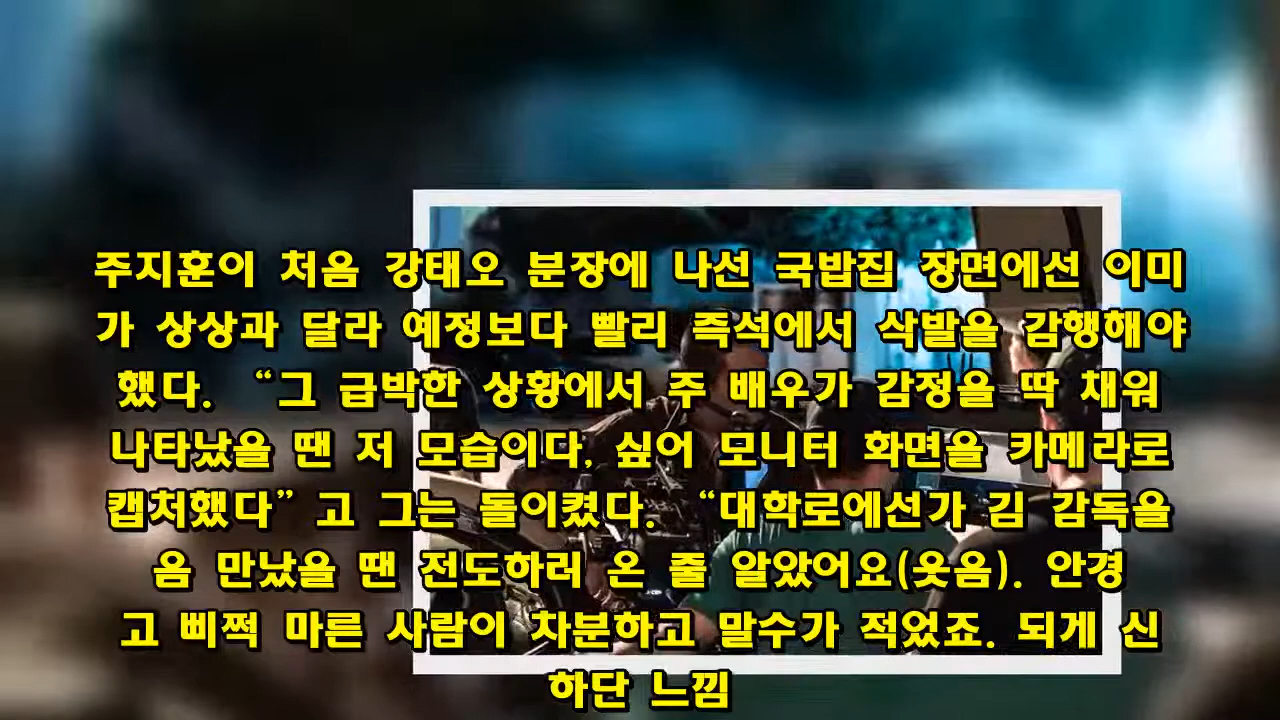 주지훈이 처음 강태오 분장에 나선 국밥집 장면에선 이미
가 상상과 달라 예정보다 빨리 즉석에서 삭발을 감행해야
했다. “그 급박한 상황에서 주 배우가 감정을 딱 채워
나타났을 땐 저 모습이다, 싶어 모니터 화면을 카메라로
캡처했다”고 그는 돌이켰다. “대학로에선가 김 감독을
음 만났을 땐 전도하러 온 줄 알았어요(웃음). 안경
고 삐쩍 마른 사람이 차분하고 말수가 적었죠. 되게 신
하단 느낌